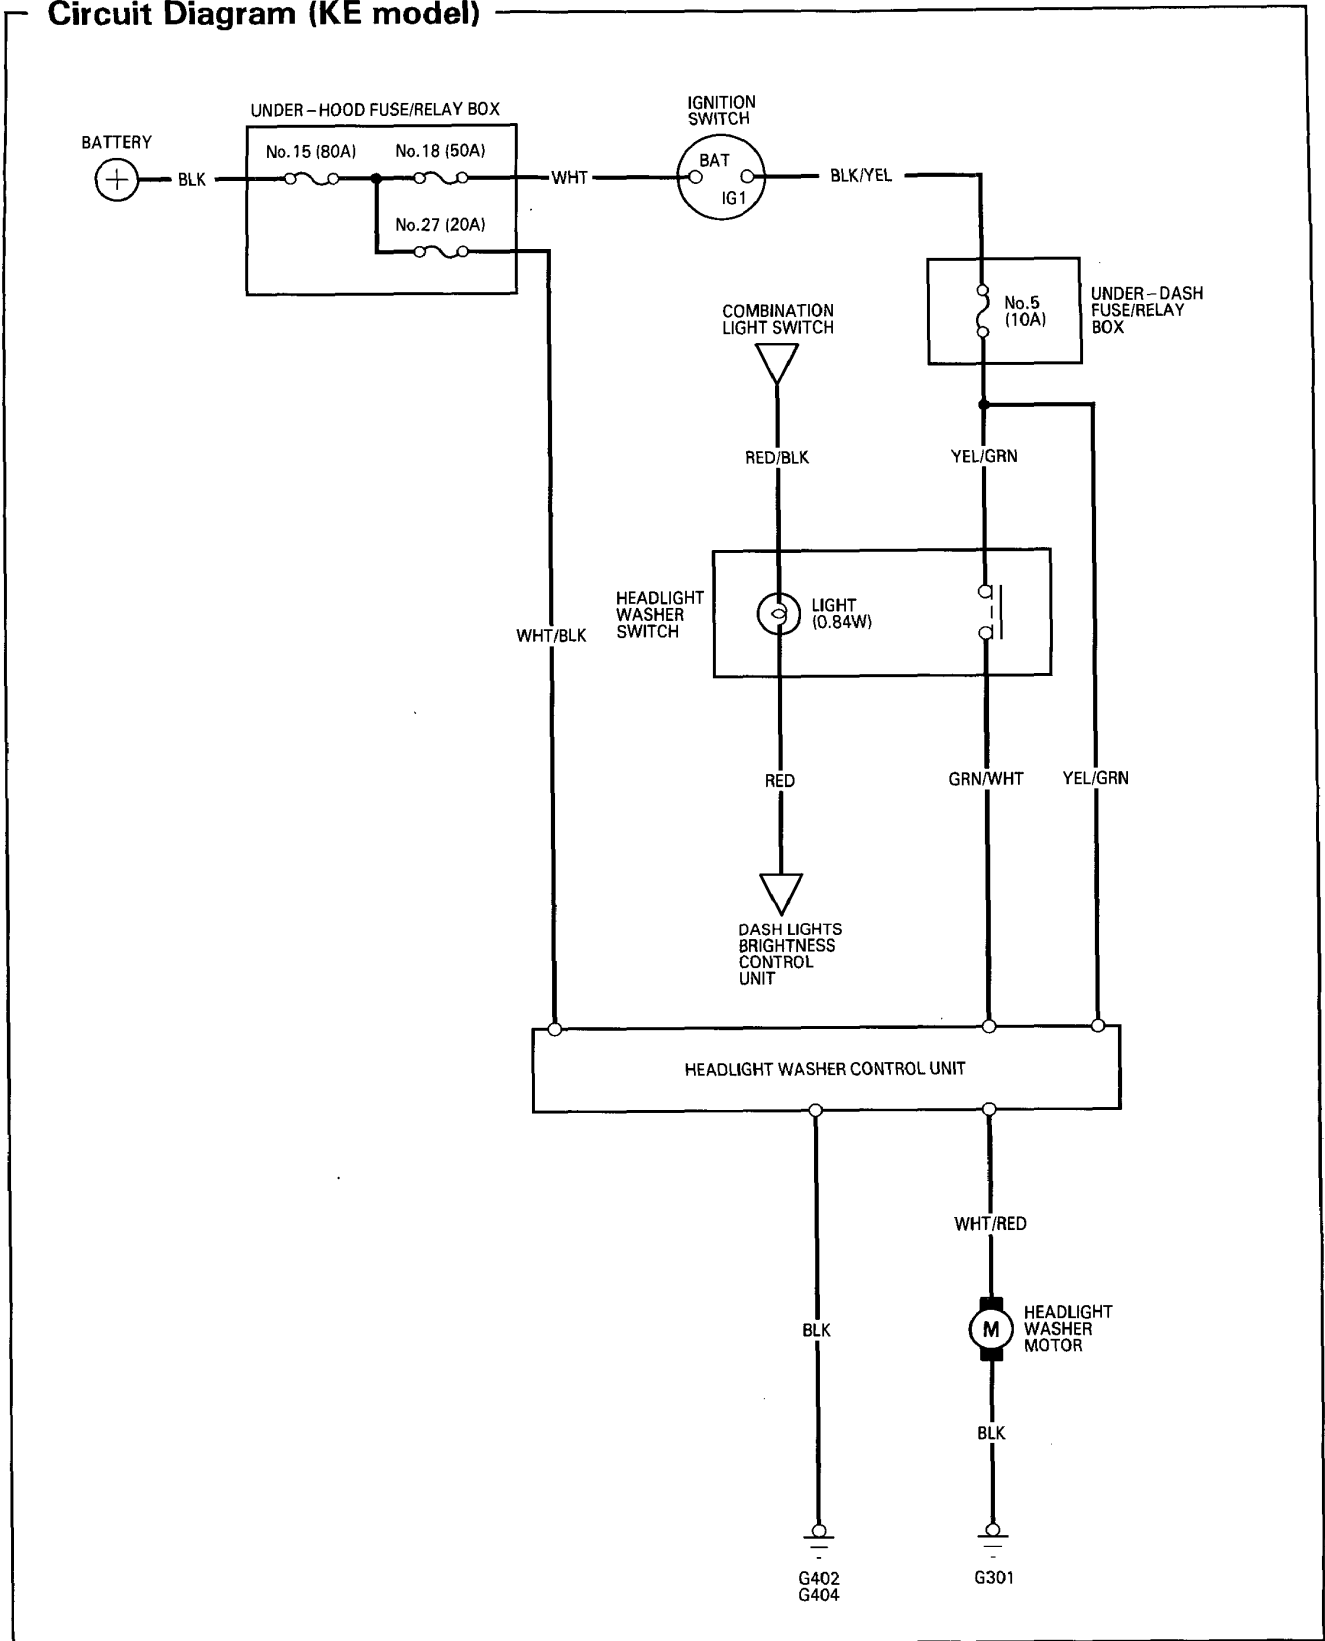 Circuit Diagram (KE model)
UNDER-HOOD FUSE/RELAY BOX
IGNITION
SWITCH
BATTERY
No.15 (80A)
No.18 (50A)
BAT
+
BLK
WHT
BLK/YEL
IG1
No.27 (20A)
No.5
(10A)
UNDER-DASH
FUSE/RELAY
BOX
COMBINATION
LIGHT SWITCH
RED/BLK
YEL/GRN
HEADLIGHT
WASHER
SWITCH
LIGHT
(0.84W)
WHT/BLK
RED
GRN/WHT
YEL/GRN
DASH LIGHTS
BRIGHTNESS
CONTROL
UNIT
HEADLIGHT WASHER CONTROL UNIT
WHT/RED
BLK
M
HEADLIGHT
WASHER
MOTOR
BLK
G402
G404
G301